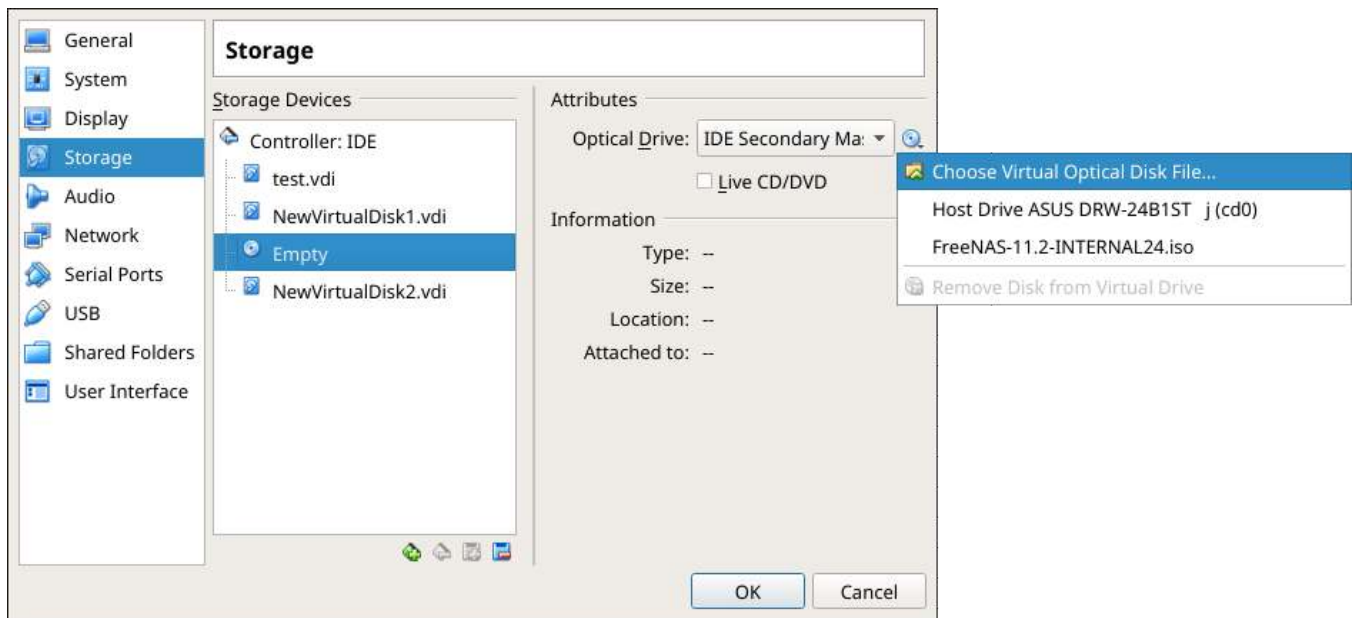 General
System
Display
Storage
Audio
Network
Serial Ports
USB
Shared Folders
User Interface
Storage
Storage Devices
Controller: IDE
test.vdi
NewVirtualDisk1.vdi
Empty
NewVirtualDisk2.vdi
Attributes
Optical Drive: IDE Secondary Ma:
Live CD/DVD
Information
Type: --
Size: --
Location: --
Attached to: --
Choose Virtual Optical Disk File...
Host Drive ASUS DRW-24B1ST j (cd0)
FreeNAS-11.2-INTERNAL24.iso
Remove Disk from Virtual Drive
OK Cancel